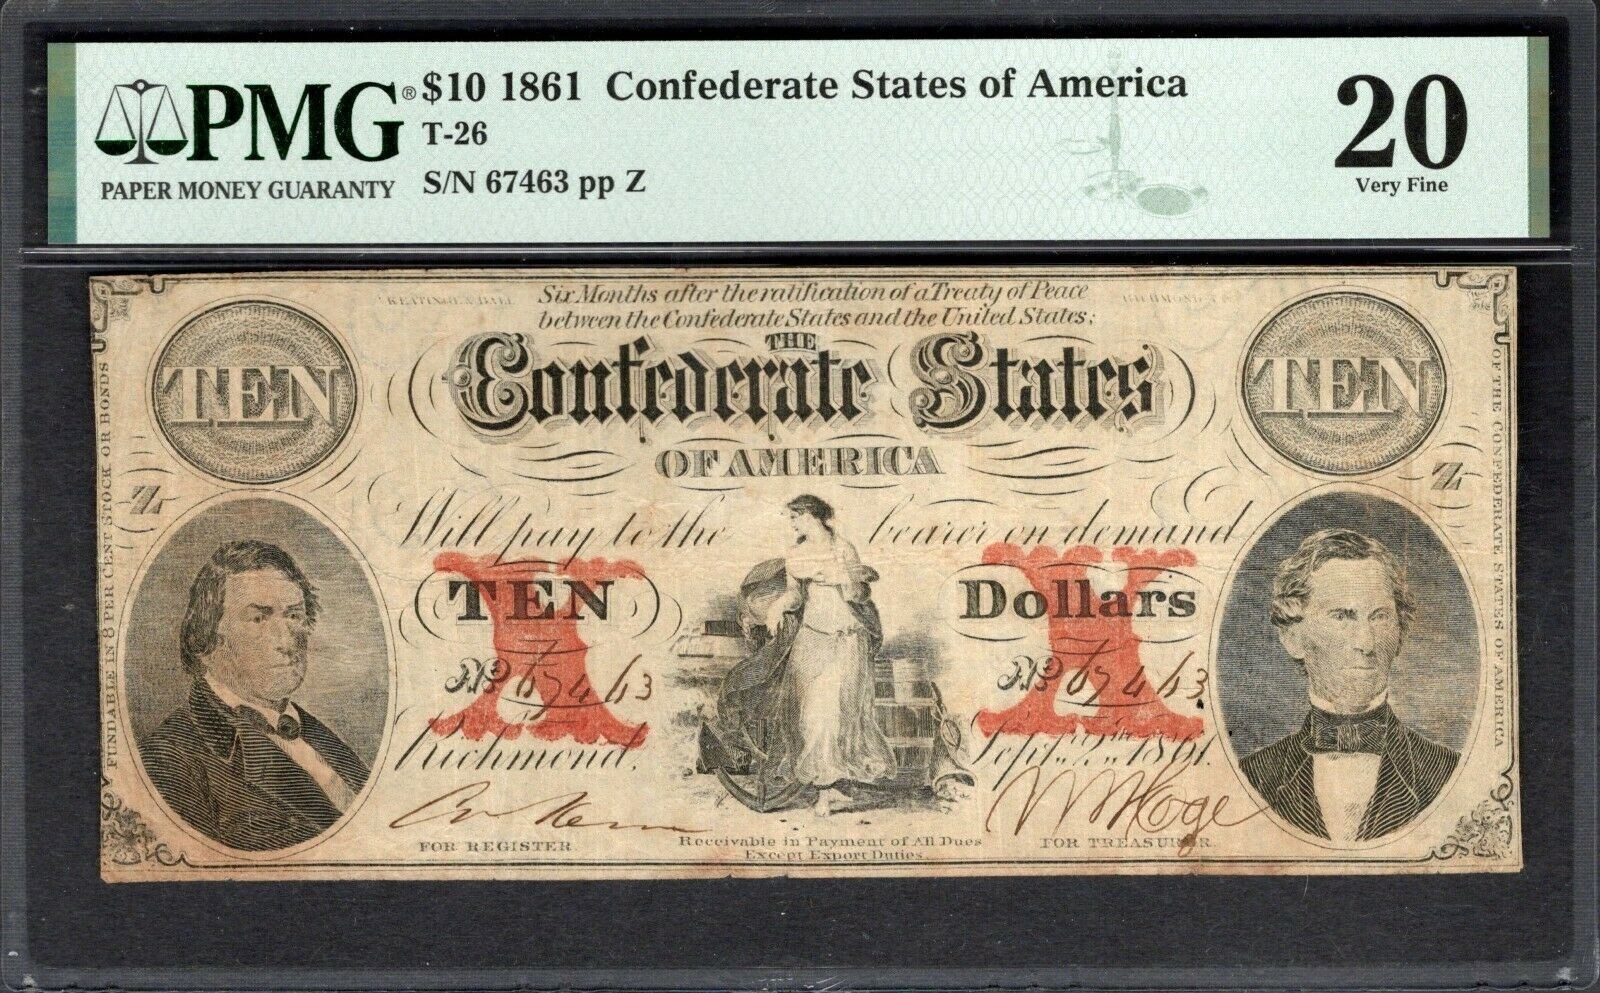 PMG® $10 1861 Confederate States of America 20
T-26
PAPER MONEY GUARANTY S/N 67463 pp Z Very Fine
KEATINGE & BALL
Six Months after the ratification of a Treaty of Peace
between the Confederate States and the United States;
TEN THE TEN
Confederate States
OF AMERICA
Z Z
Will pay to the bearer on demand
X X
TEN Dollars
No 67463 No 67463
Richmond, Sept. 2nd 1861.
FOR REGISTER. Receivable in Payment of All Dues FOR TREASURER.
Except Export Duties.
FUNDABLE IN 8 PER CENT STOCK OR BONDS
OF THE CONFEDERATE STATES OF AMERICA